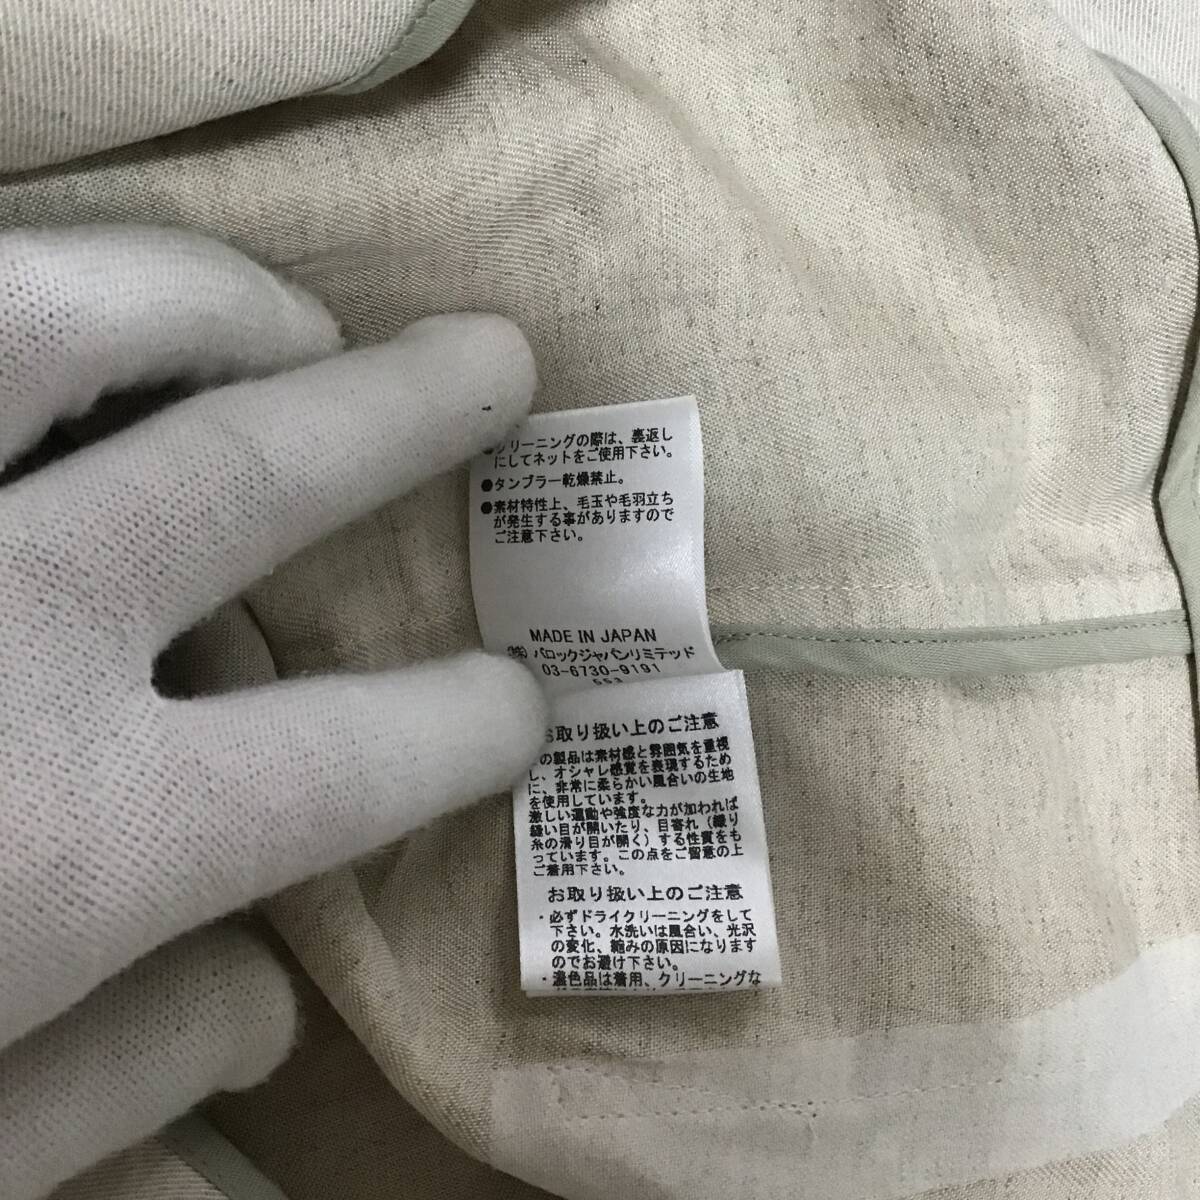 ●クリーニングの際は、裏返し
にしてネットをご使用下さい。
●タンブラー乾燥禁止。
●素材特性上、毛玉や毛羽立ち
が発生する事がありますので
ご注意下さい。
MADE IN JAPAN
(株)バロックジャパンリミテッド
03-6730-9191
553
お取り扱い上のご注意
この製品は素材感と雰囲気を重視
し、オシャレ感覚を表現するため
に、非常に柔らかい風合いの生地
を使用しています。
激しい運動や強度な力が加われば
縫い目が開いたり、目寄れ（織り
糸の滑り目が開く）する性質をも
っています。この点をご留意の上
ご着用下さい。
お取り扱い上のご注意
・必ずドライクリーニングをして
下さい。水洗いは風合い、光沢
の変化、縮みの原因になります
のでお避け下さい。
・濃色品は着用、クリーニングな